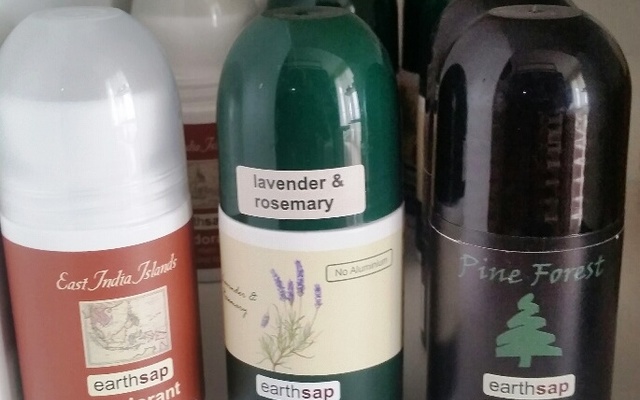 East India Islands
earthsap
lavender &
rosemary
No Aluminium
earthsap
Pine Forest
earthsap